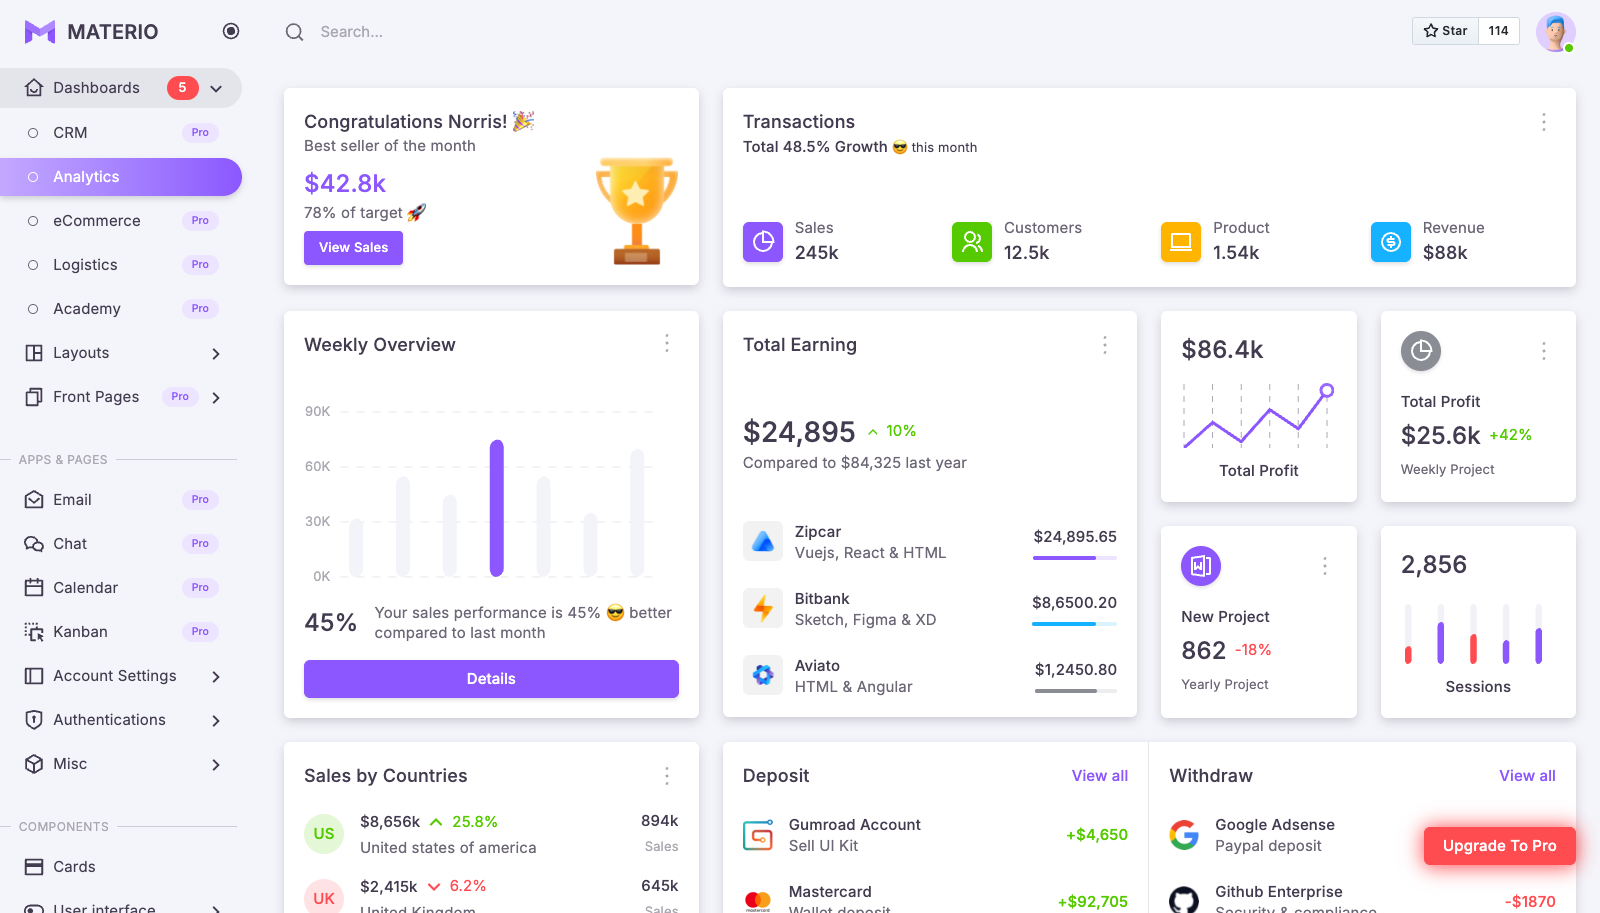 MATERIO
Search...
Star 114
Dashboards 5
CRM Pro
Analytics
eCommerce Pro
Logistics Pro
Academy Pro
Layouts
Front Pages Pro
APPS & PAGES
Email Pro
Chat Pro
Calendar Pro
Kanban Pro
Account Settings
Authentications
Misc
COMPONENTS
Cards
User interface
Congratulations Norris! 🎉
Best seller of the month
$42.8k
78% of target 🚀
View Sales
Transactions
Total 48.5% Growth 😎 this month
Sales
245k
Customers
12.5k
Product
1.54k
Revenue
$88k
Weekly Overview
90K
60K
30K
0K
45%
Your sales performance is 45% 😎 better
compared to last month
Details
Total Earning
$24,895 10%
Compared to $84,325 last year
Zipcar
Vuejs, React & HTML
$24,895.65
Bitbank
Sketch, Figma & XD
$8,6500.20
Aviato
HTML & Angular
$1,2450.80
$86.4k
Total Profit
Total Profit
$25.6k +42%
Weekly Project
New Project
862 -18%
Yearly Project
2,856
Sessions
Sales by Countries
US
$8,656k 25.8%
United states of america
894k
Sales
UK
$2,415k 6.2%
United Kingdom
645k
Sales
Deposit View all
Gumroad Account
Sell UI Kit
+$4,650
Mastercard
Wallet deposit
+$92,705
Withdraw View all
Google Adsense
Paypal deposit
Upgrade To Pro
Github Enterprise
Security & compliance
-$1870